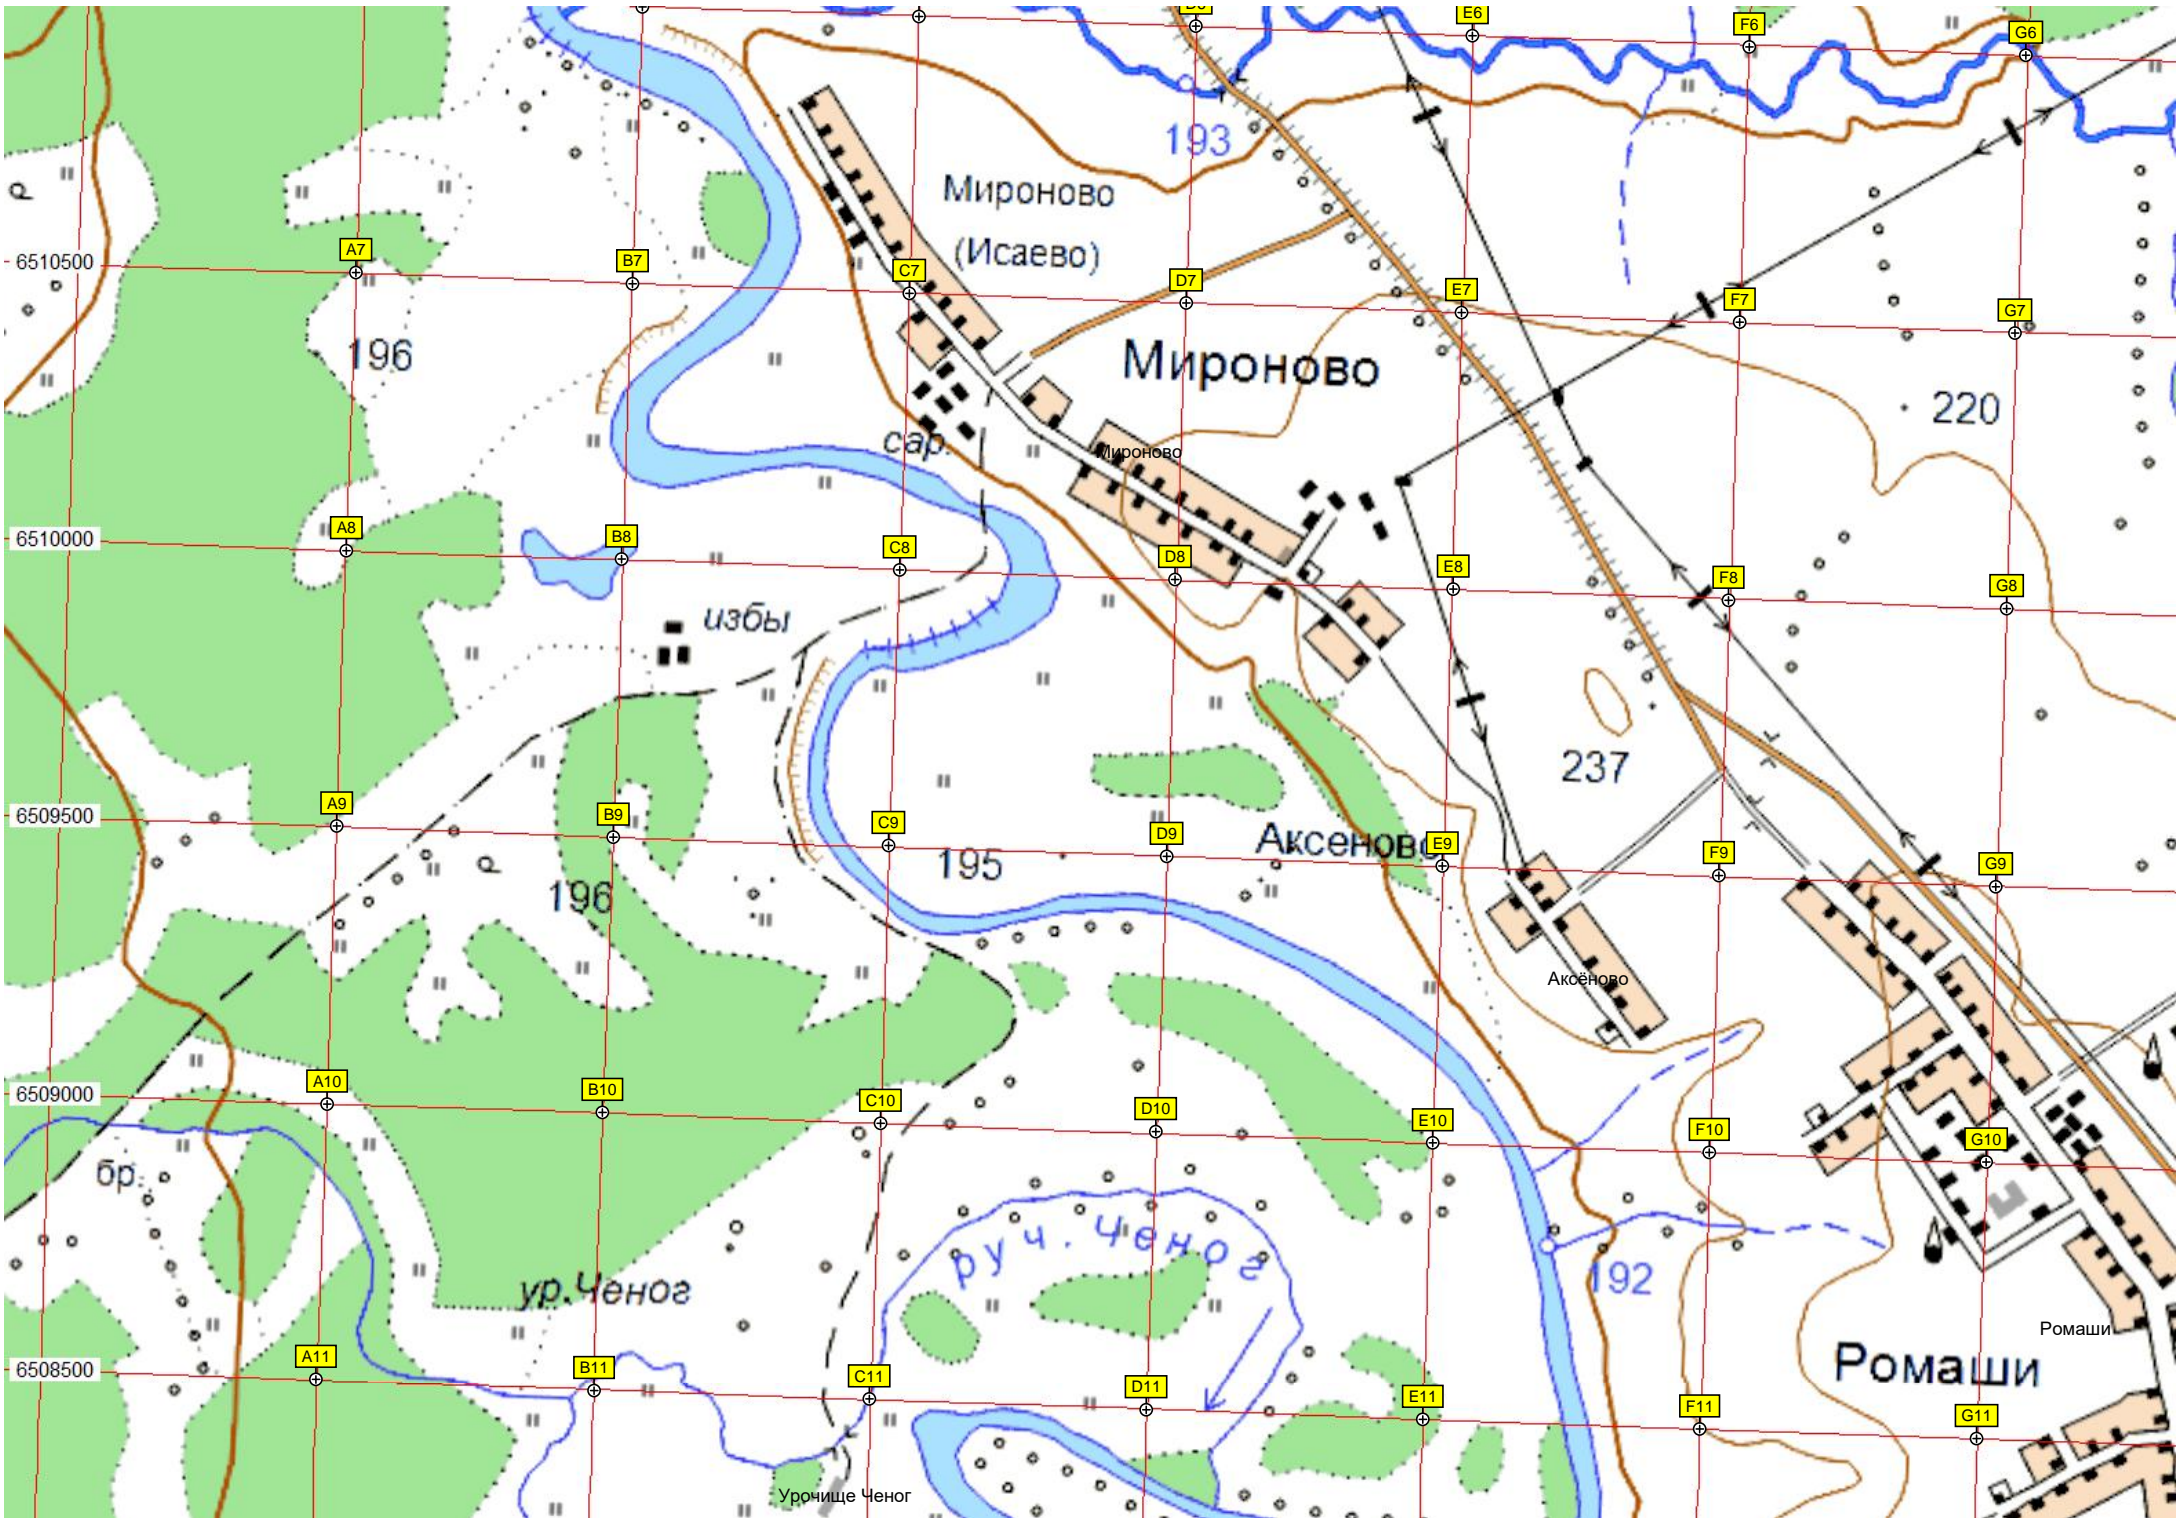 E6
F6
G6
193
Мироново
(Исаево)
р
A7
B7
C7
D7
E7
F7
G7
6510500
196
Мироново
220
сар.
Мироново
A8
B8
C8
D8
E8
F8
G8
6510000
избы
237
A9
B9
C9
D9
E9
F9
G9
6509500
Аксеново
195
р
196
Аксёново
A10
B10
C10
D10
E10
F10
G10
6509000
бр.
руч. Ченог
ур.Ченог
192
Ромаши
Ромаши
A11
B11
C11
D11
E11
F11
G11
6508500
Урочище Ченог